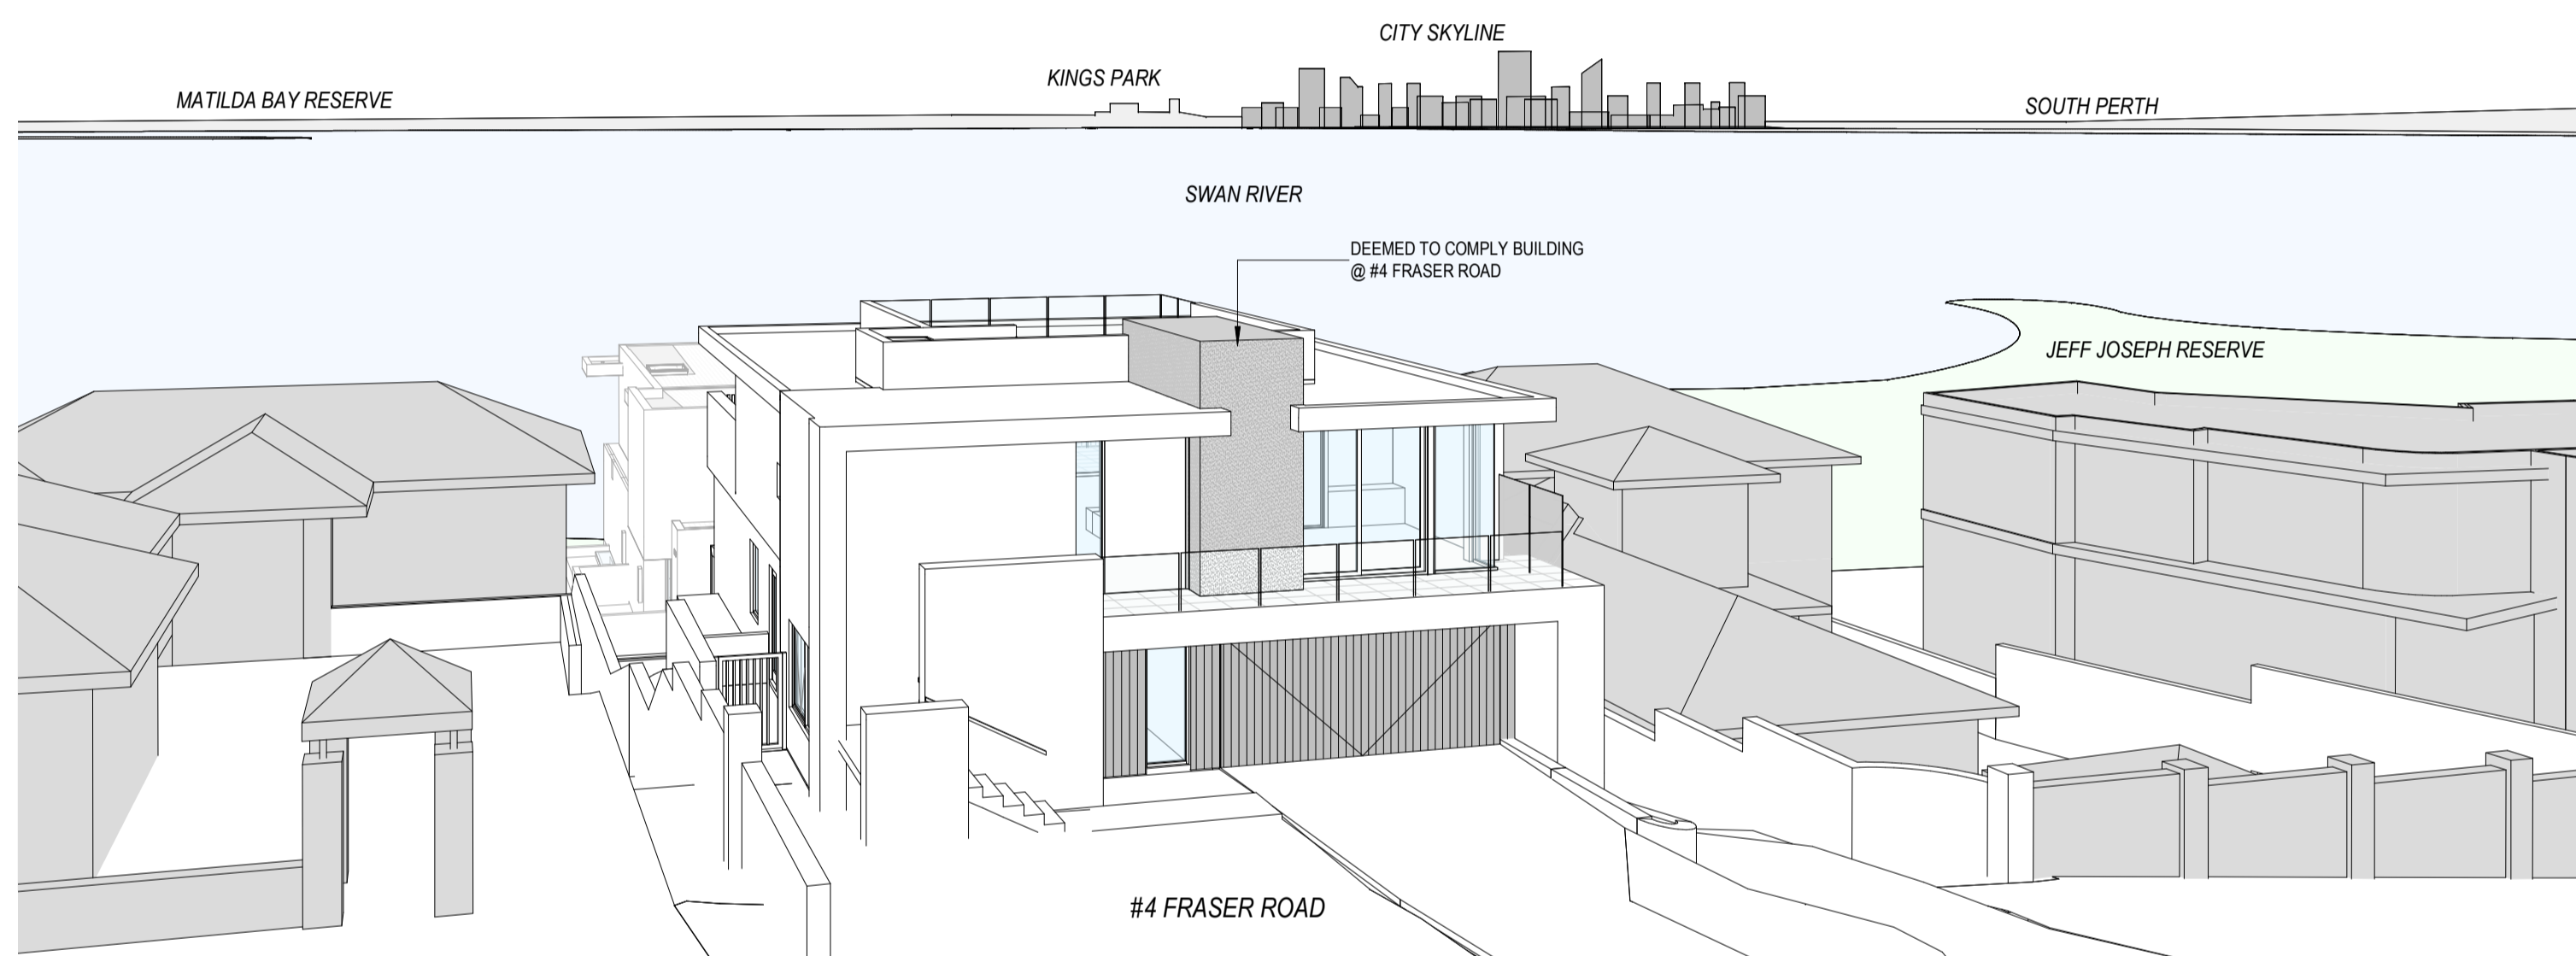 CITY SKYLINE
KINGS PARK
MATILDA BAY RESERVE
SOUTH PERTH
SWAN RIVER
DEEMED TO COMPLY BUILDING
@ #4 FRASER ROAD
JEFF JOSEPH RESERVE
#4 FRASER ROAD